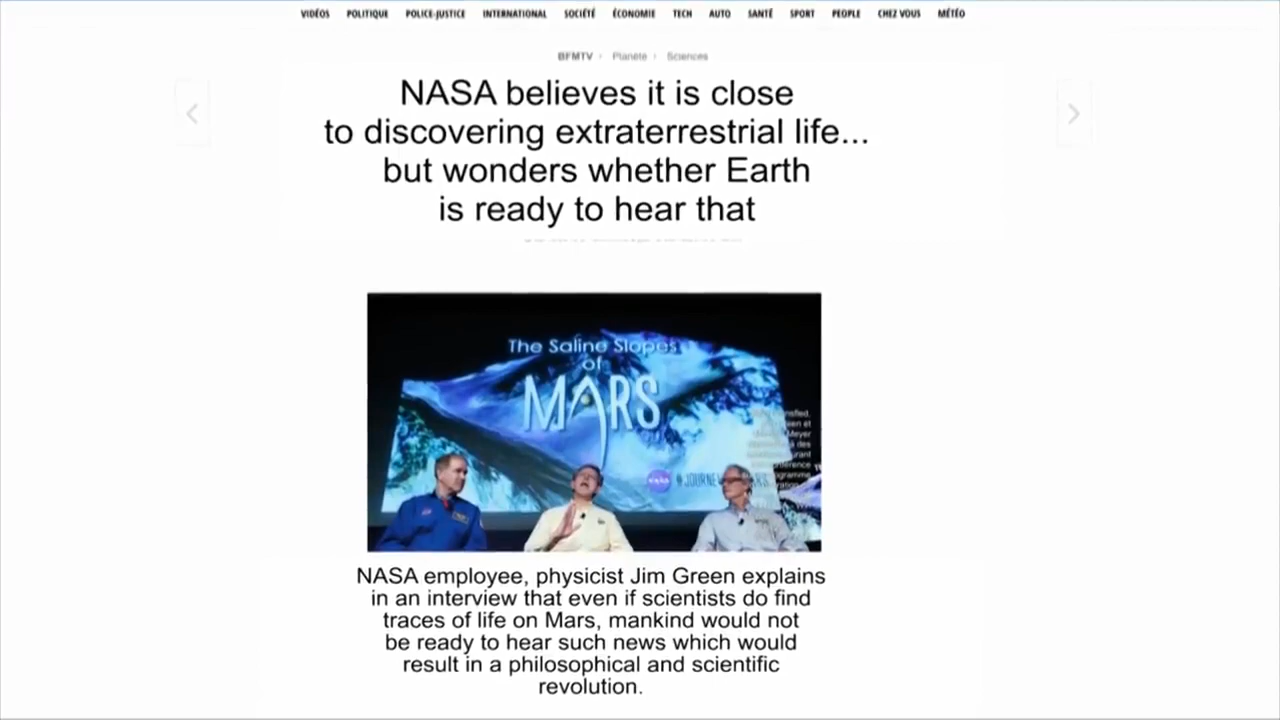 VIDÉOS POLITIQUE POLICE-JUSTICE INTERNATIONAL SOCIÉTÉ ÉCONOMIE TECH AUTO SANTÉ SPORT PEOPLE CHEZ VOUS MÉTÉO
BFMTV Planète Sciences
NASA believes it is close
to discovering extraterrestrial life...
but wonders whether Earth
is ready to hear that
The Saline Slopes
of
MARS
NASA
NASA employee, physicist Jim Green explains
in an interview that even if scientists do find
traces of life on Mars, mankind would not
be ready to hear such news which would
result in a philosophical and scientific
revolution.